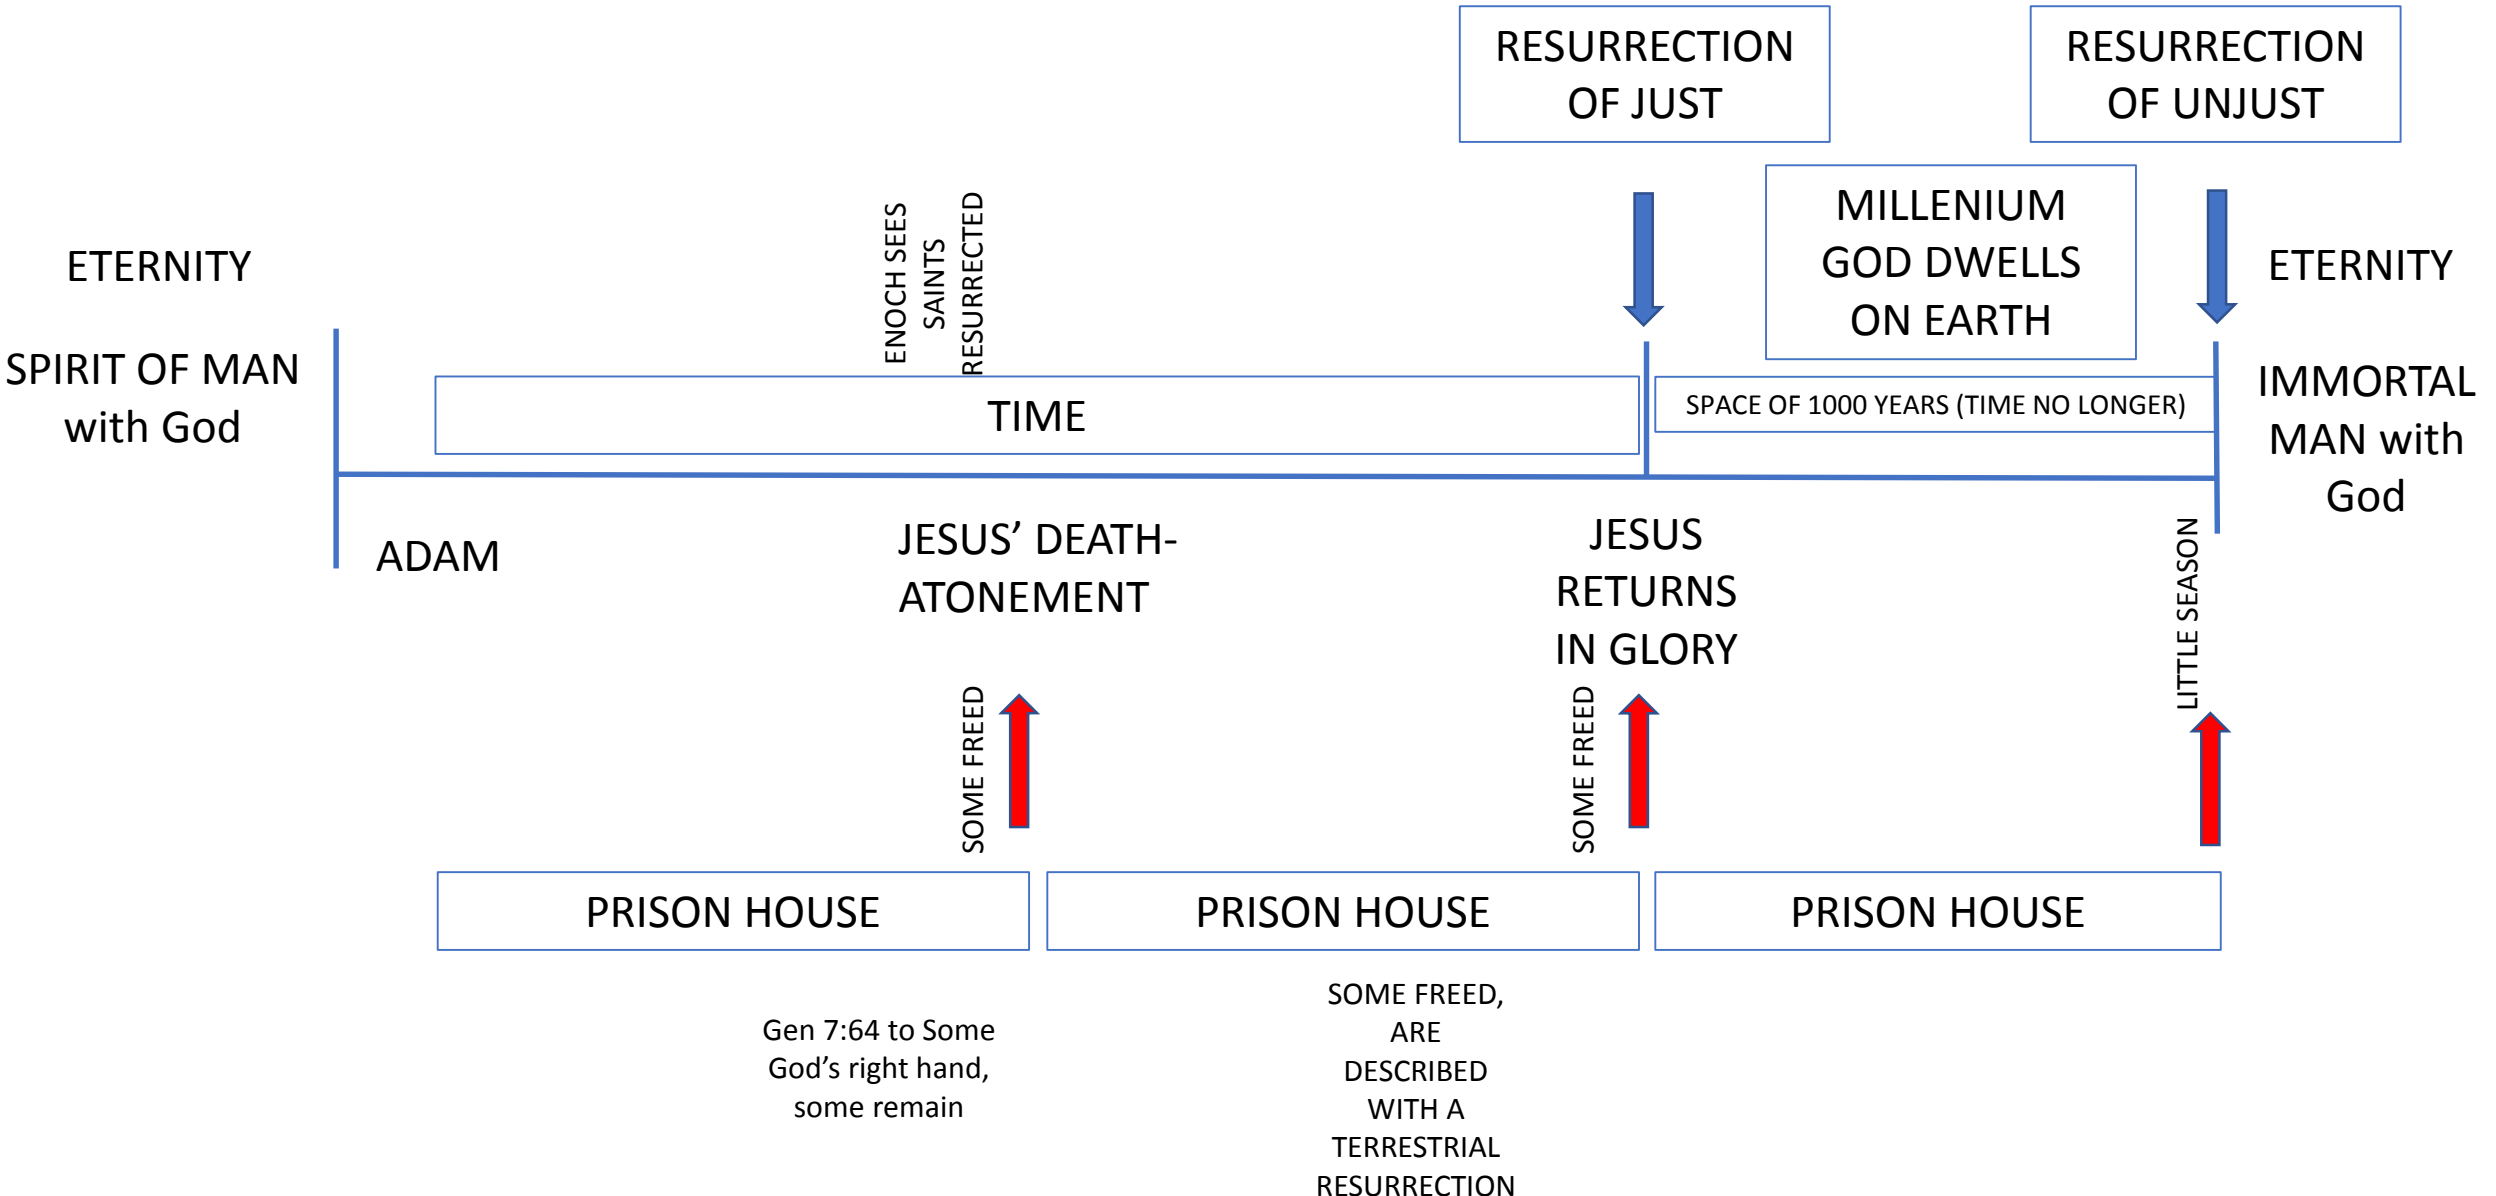 RESURRECTION
OF JUST
RESURRECTION
OF UNJUST
MILLENIUM
GOD DWELLS
ON EARTH
ENOCH SEES
SAINTS
RESURRECTED
ETERNITY
SPIRIT OF MAN
with God
ETERNITY
IMMORTAL
MAN with
God
TIME
SPACE OF 1000 YEARS (TIME NO LONGER)
ADAM
JESUS’ DEATH-
ATONEMENT
JESUS
RETURNS
IN GLORY
LITTLE SEASON
SOME FREED
SOME FREED
PRISON HOUSE
PRISON HOUSE
PRISON HOUSE
Gen 7:64 to Some
God’s right hand,
some remain
SOME FREED,
ARE
DESCRIBED
WITH A
TERRESTRIAL
RESURRECTION